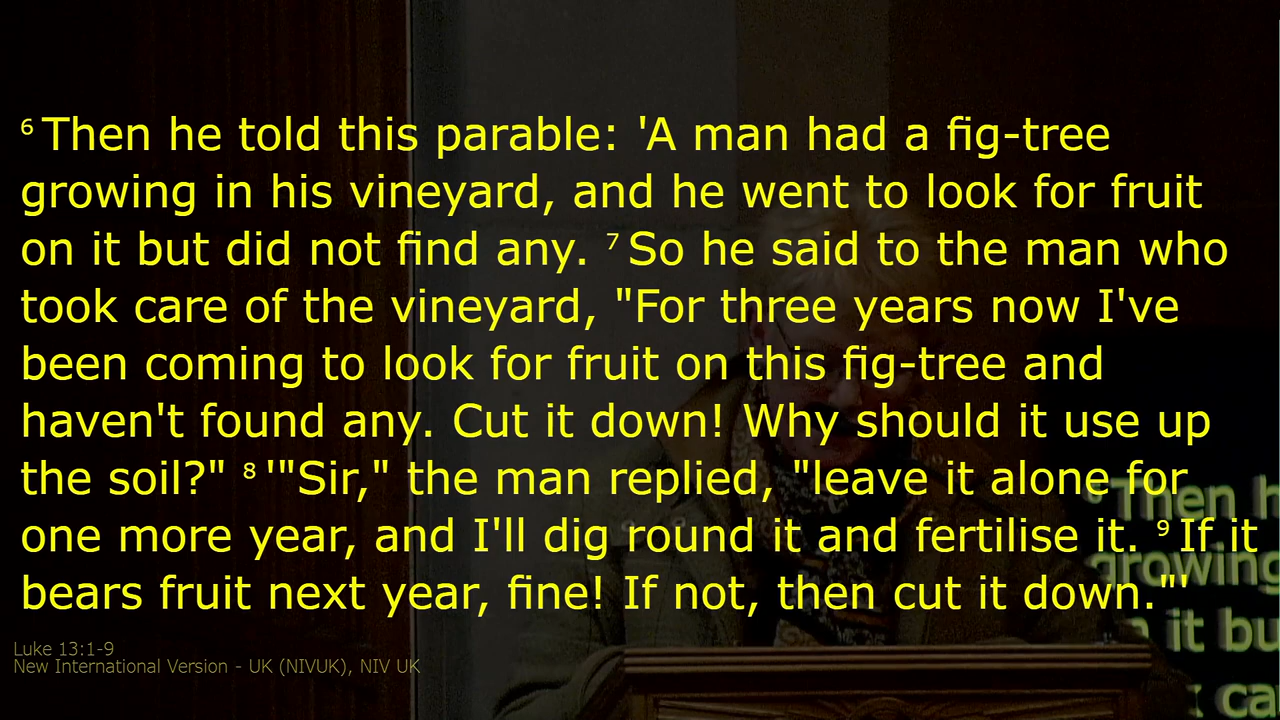 ⁶ Then he told this parable: 'A man had a fig-tree
growing in his vineyard, and he went to look for fruit
on it but did not find any. ⁷ So he said to the man who
took care of the vineyard, "For three years now I've
been coming to look for fruit on this fig-tree and
haven't found any. Cut it down! Why should it use up
the soil?" ⁸ '"Sir," the man replied, "leave it alone for
one more year, and I'll dig round it and fertilise it. ⁹ If it
bears fruit next year, fine! If not, then cut it down."'
Luke 13:1-9
New International Version - UK (NIVUK), NIV UK
Then h
growing
it bu
ca